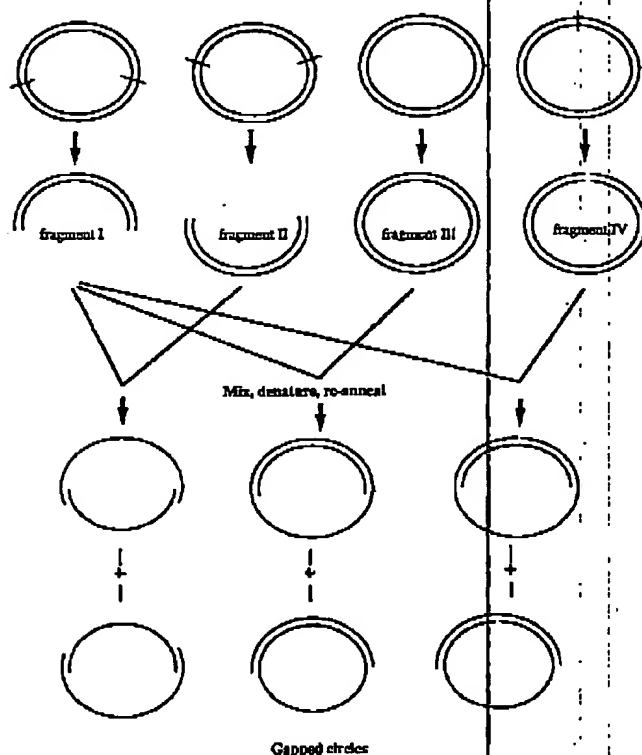 fragment I
fragment II
fragment III
fragment IV
Mix, denature, re-anneal
+
+
+
Gapped circles